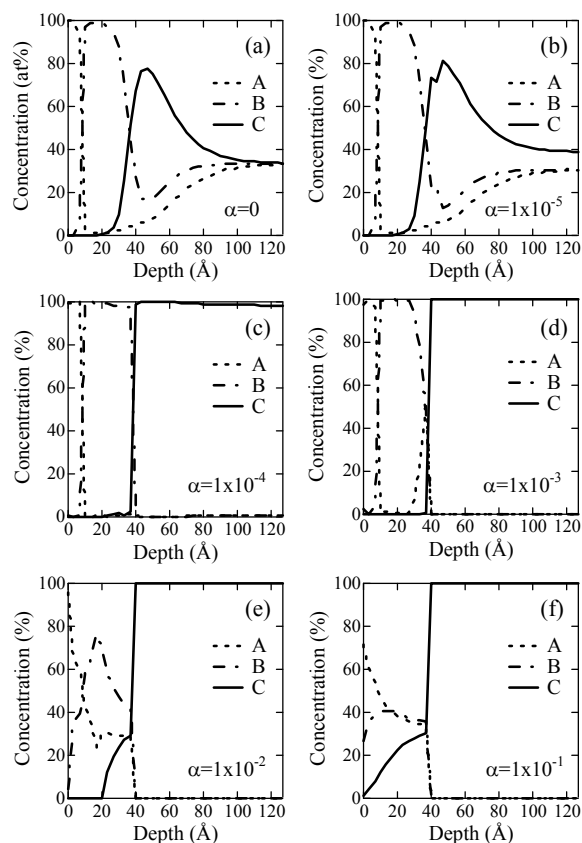 (a)
Concentration (at%)
100
80
60
40
20
0
A
B
C
α=0
0 20 40 60 80 100 120
Depth (Å)
(b)
Concentration (%)
100
80
60
40
20
0
A
B
C
α=1x10⁻⁵
0 20 40 60 80 100 120
Depth (Å)
(c)
Concentration (%)
100
80
60
40
20
0
A
B
C
α=1x10⁻⁴
0 20 40 60 80 100 120
Depth (Å)
(d)
Concentration (%)
100
80
60
40
20
0
A
B
C
α=1x10⁻³
0 20 40 60 80 100 120
Depth (Å)
(e)
Concentration (%)
100
80
60
40
20
0
A
B
C
α=1x10⁻²
0 20 40 60 80 100 120
Depth (Å)
(f)
Concentration (%)
100
80
60
40
20
0
A
B
C
α=1x10⁻¹
0 20 40 60 80 100 120
Depth (Å)